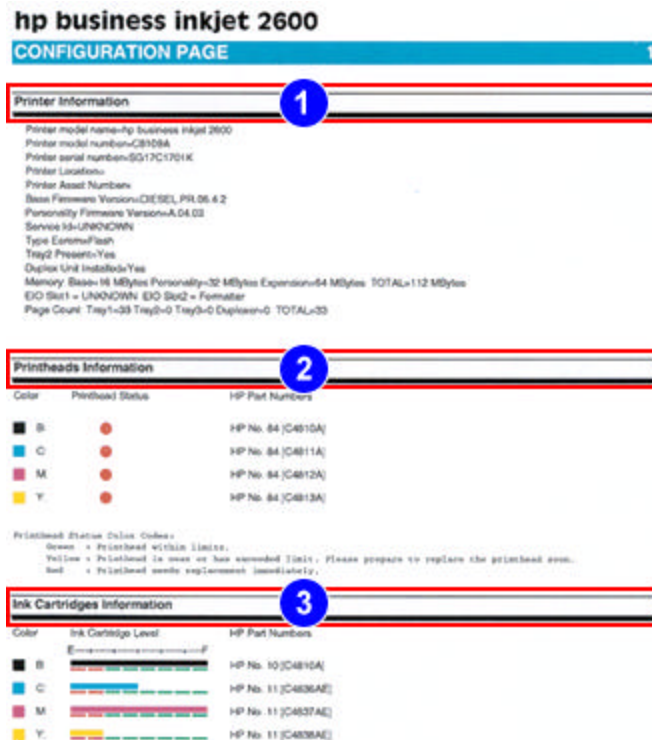 hp business inkjet 2600
CONFIGURATION PAGE 1
Printer Information 1
Printer model name=hp business inkjet 2600
Printer model number=C8109A
Printer serial number=SG17C1701K
Printer Location=
Printer Asset Number=
Base Firmware Version=DIESEL.PR.06.4.2
Personality Firmware Version=A.04.03
Service Id=UNKNOWN
Type Eeromm=Flash
Tray2 Present=Yes
Duplex Unit Installed=Yes
Memory: Base=16 MBytes Personality=32 MBytes Expansion=64 MBytes TOTAL=112 MBytes
EIO Slot1 = UNKNOWN EIO Slot2 = Formatter
Page Count: Tray1=33 Tray2=0 Tray3=0 Duplexer=0 TOTAL=33
Printheads Information 2
Color Printhead Status HP Part Numbers
B HP No. 84 [C4810A]
C HP No. 84 [C4811A]
M HP No. 84 [C4812A]
Y HP No. 84 [C4813A]
Printhead Status Color Codes:
Green = Printhead within limits.
Yellow = Printhead is near or has exceeded limit. Please prepare to replace the printhead soon.
Red = Printhead needs replacement immediately.
Ink Cartridges Information 3
Color Ink Cartridge Level HP Part Numbers
E F
B HP No. 10 [C4810A]
C HP No. 11 [C4836AE]
M HP No. 11 [C4837AE]
Y HP No. 11 [C4838AE]